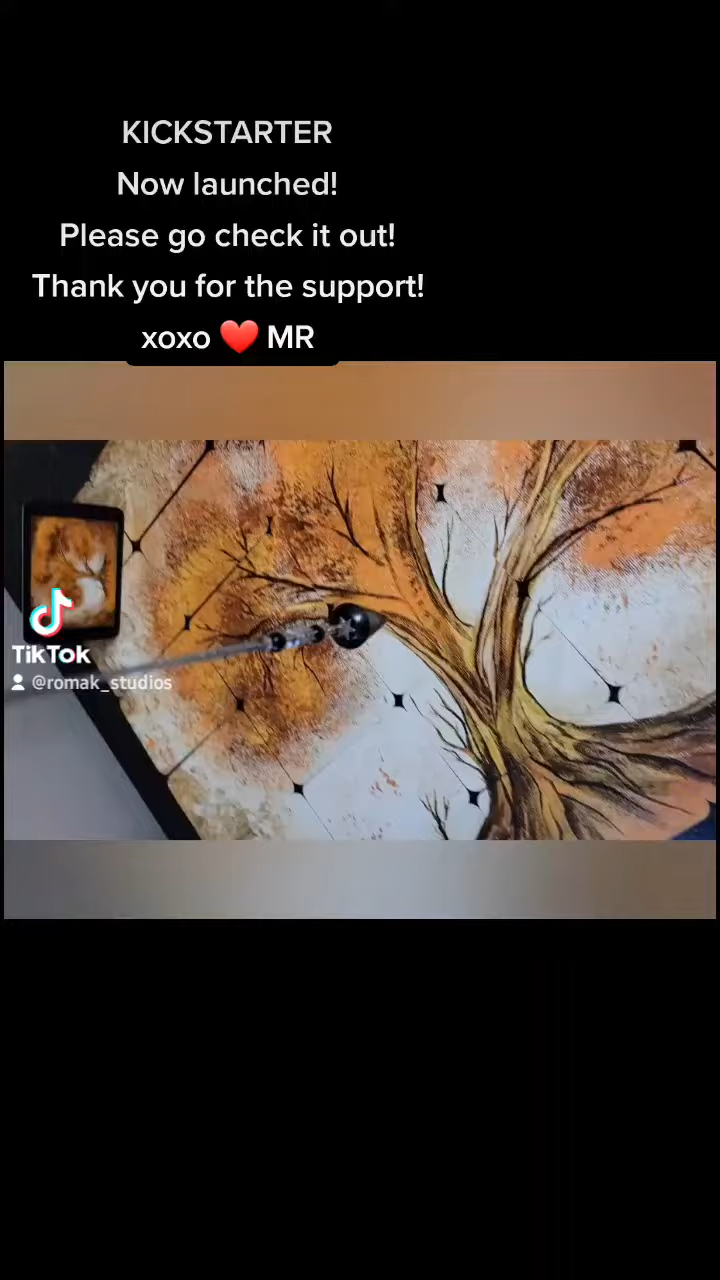 KICKSTARTER
Now launched!
Please go check it out!
Thank you for the support!
xoxo ❤️ MR
TikTok
@romak_studios